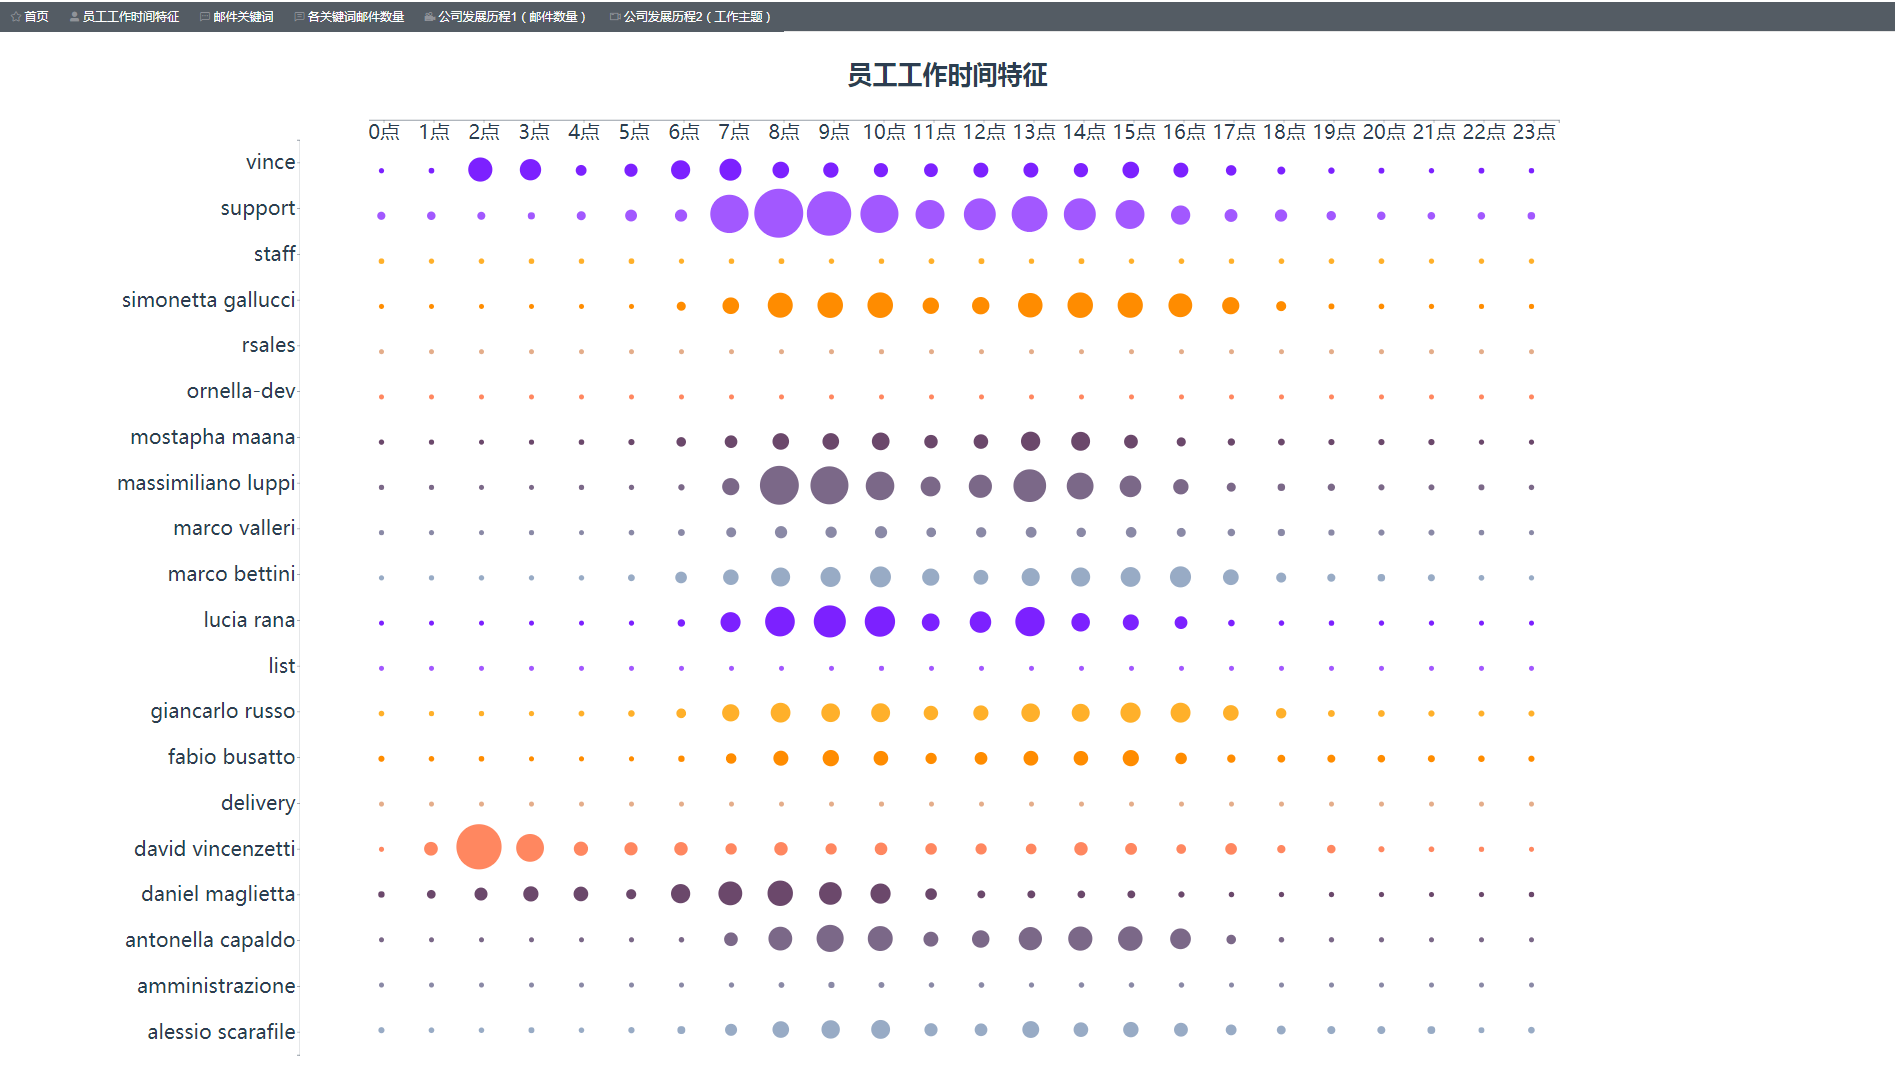 首页 员工工作时间特征 邮件关键词 各关键词邮件数量 公司发展历程1（邮件数量） 公司发展历程2（工作主题）
员工工作时间特征
0点 1点 2点 3点 4点 5点 6点 7点 8点 9点 10点 11点 12点 13点 14点 15点 16点 17点 18点 19点 20点 21点 22点 23点
vince
support
staff
simonetta gallucci
rsales
ornella-dev
mostapha maana
massimiliano luppi
marco valleri
marco bettini
lucia rana
list
giancarlo russo
fabio busatto
delivery
david vincenzetti
daniel maglietta
antonella capaldo
amministrazione
alessio scarafile